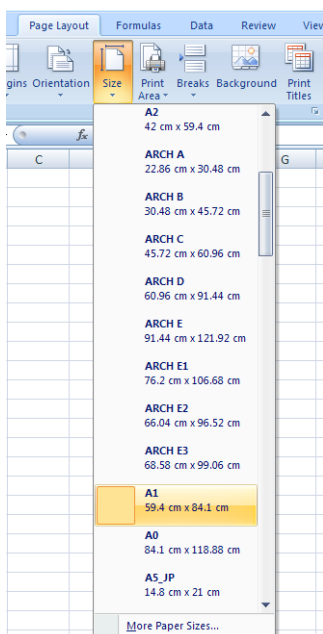 Page Layout Formulas Data Review View
gins Orientation Size Print Area Breaks Background Print Titles
fx
C G
A2
42 cm x 59.4 cm
ARCH A
22.86 cm x 30.48 cm
ARCH B
30.48 cm x 45.72 cm
ARCH C
45.72 cm x 60.96 cm
ARCH D
60.96 cm x 91.44 cm
ARCH E
91.44 cm x 121.92 cm
ARCH E1
76.2 cm x 106.68 cm
ARCH E2
66.04 cm x 96.52 cm
ARCH E3
68.58 cm x 99.06 cm
A1
59.4 cm x 84.1 cm
A0
84.1 cm x 118.88 cm
A5_JP
14.8 cm x 21 cm
More Paper Sizes...